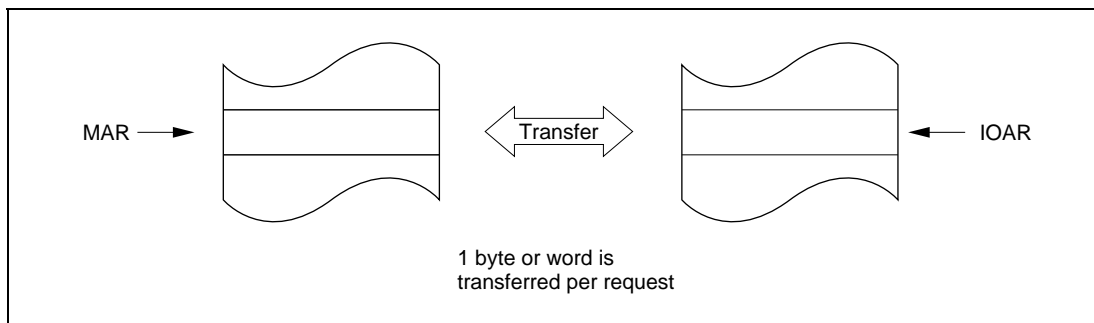 MAR
Transfer
IOAR
1 byte or word is
transferred per request